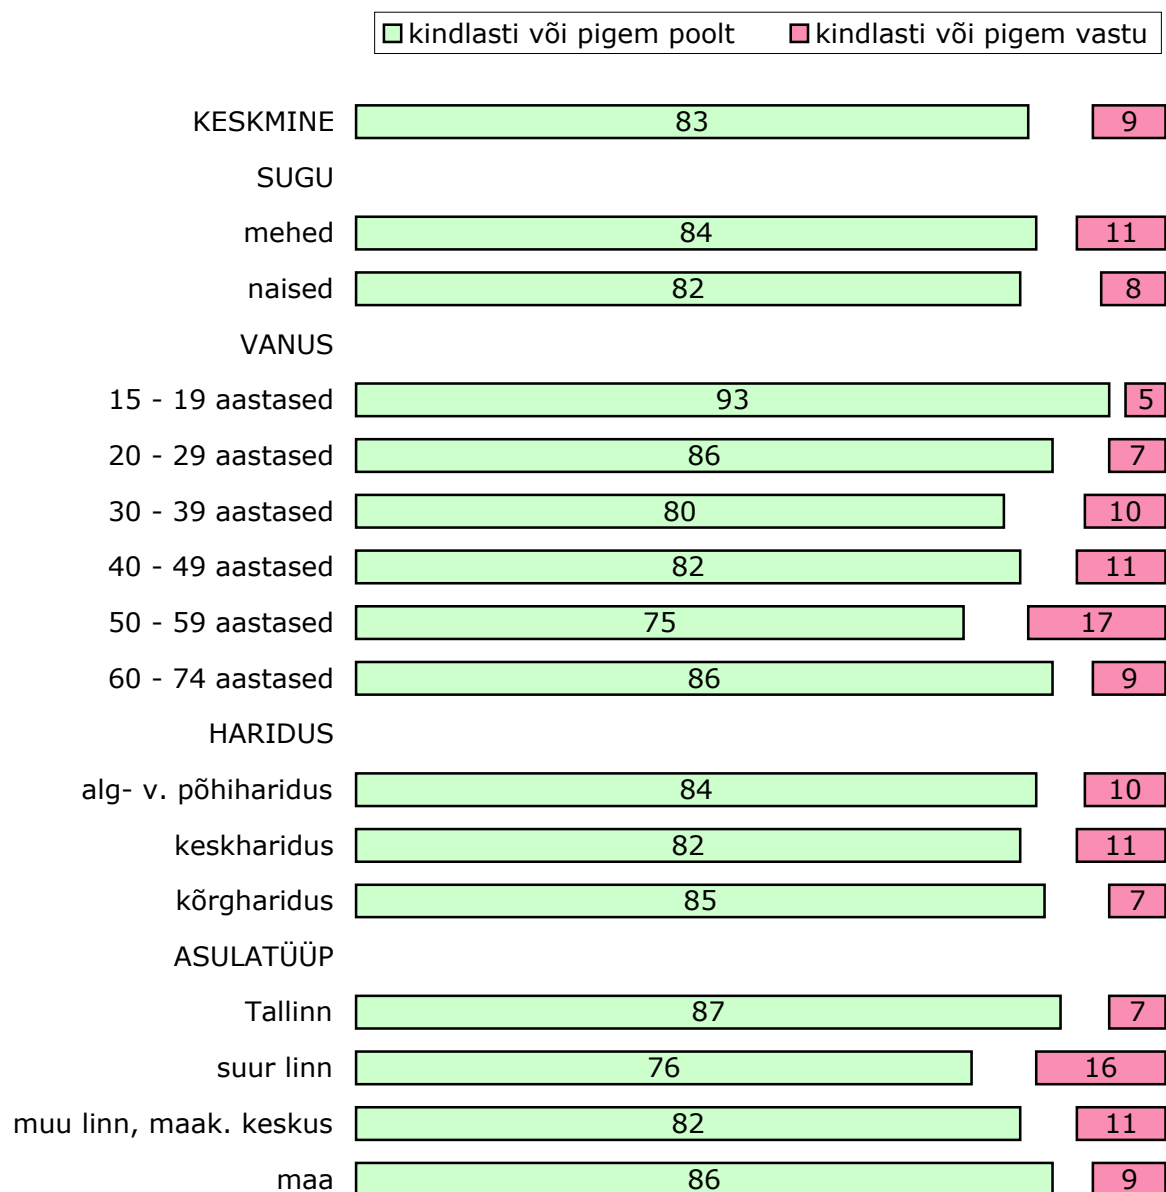 kindlasti või pigem poolt kindlasti või pigem vastu
KESKMINE 83 9
SUGU
mehed 84 11
naised 82 8
VANUS
15 - 19 aastased 93 5
20 - 29 aastased 86 7
30 - 39 aastased 80 10
40 - 49 aastased 82 11
50 - 59 aastased 75 17
60 - 74 aastased 86 9
HARIDUS
alg- v. põhiharidus 84 10
keskharidus 82 11
kõrgharidus 85 7
ASULATÜÜP
Tallinn 87 7
suur linn 76 16
muu linn, maak. keskus 82 11
maa 86 9